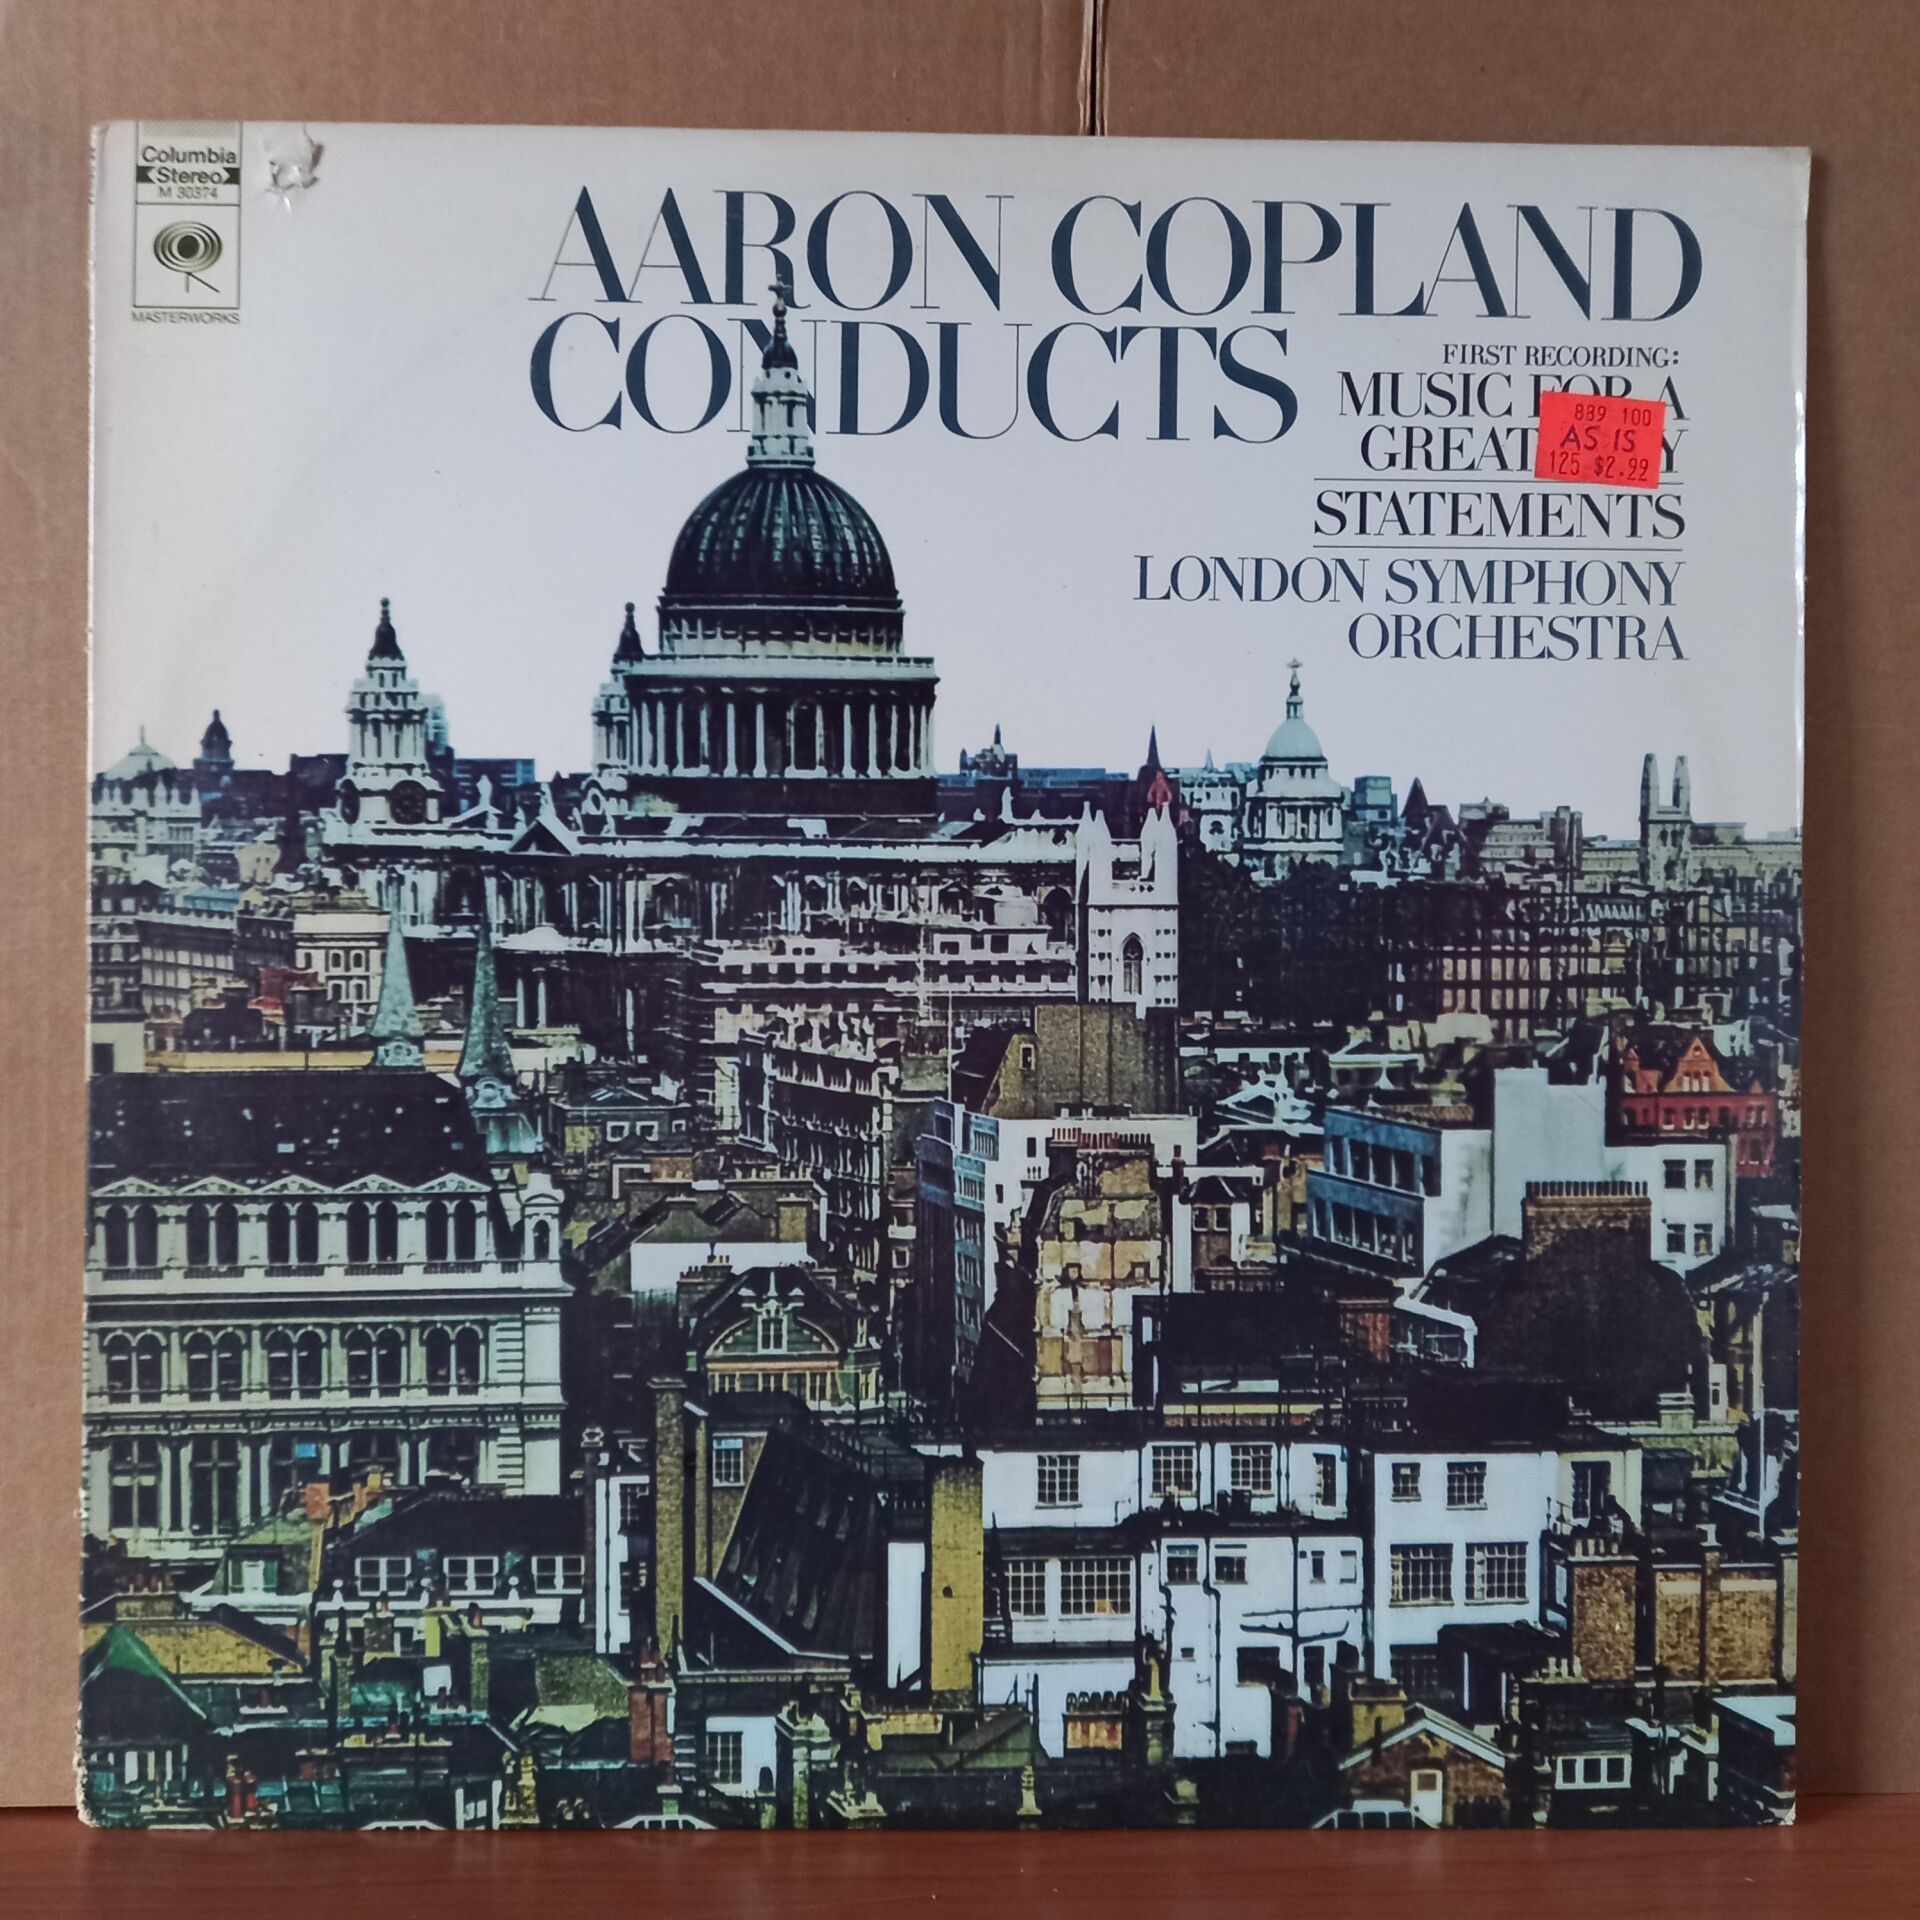 Columbia
Stereo
M 30374
MASTERWORKS
AARON COPLAND
CONDUCTS
FIRST RECORDING:
MUSIC FOR A
GREAT
STATEMENTS
LONDON SYMPHONY
ORCHESTRA
889 100
AS IS
125 $2.99